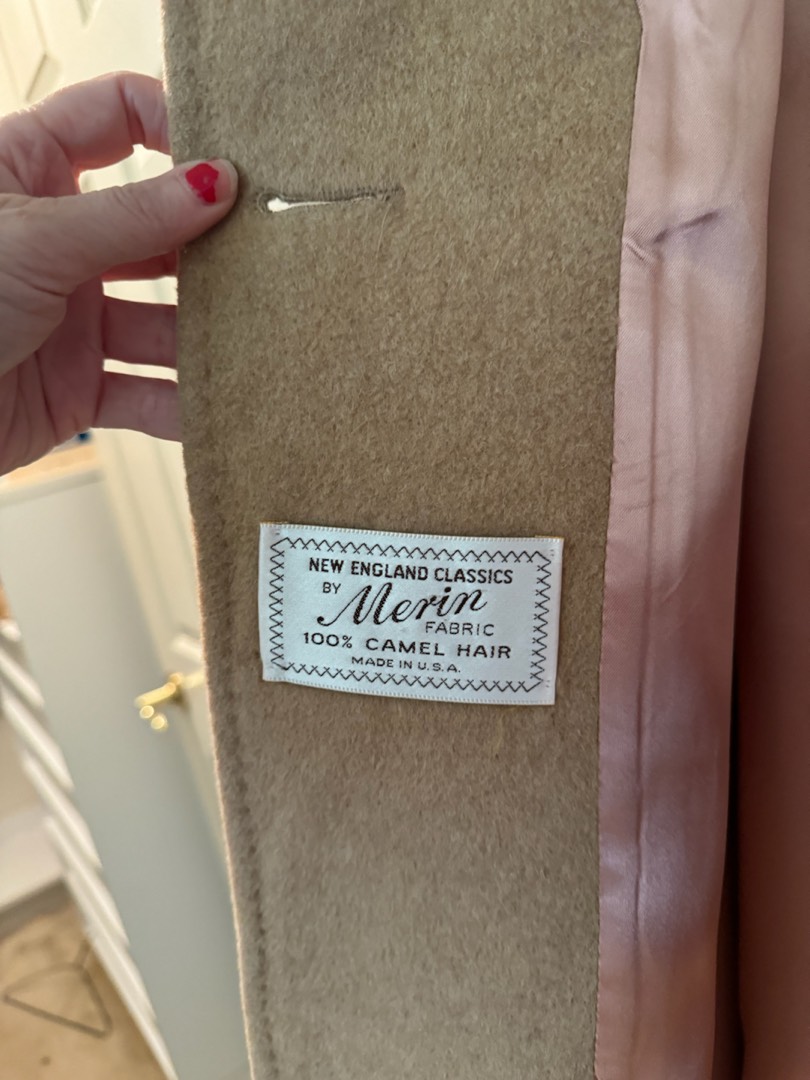 NEW ENGLAND CLASSICS
BY Merin
FABRIC
100% CAMEL HAIR
MADE IN U.S.A.